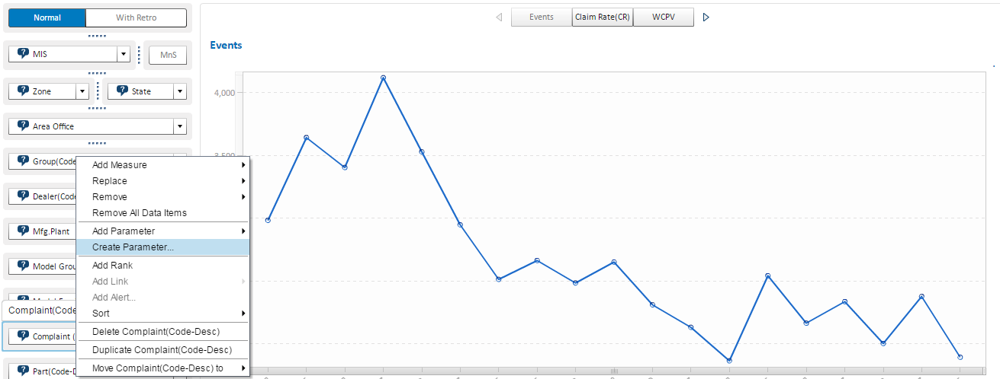 Normal
With Retro
Events
Claim Rate(CR)
WCPV
MIS
MnS
Events
Zone
State
4,000
Area Office
3,500
Group(Code
Add Measure
Replace
Dealer(Code
Remove
Remove All Data Items
Mfg.Plant
Add Parameter
Create Parameter...
Model Grou
Add Rank
Add Link
Add Alert...
Complaint(Code
Sort
Complaint (
Delete Complaint(Code-Desc)
Duplicate Complaint(Code-Desc)
Part(Code-D
Move Complaint(Code-Desc) to